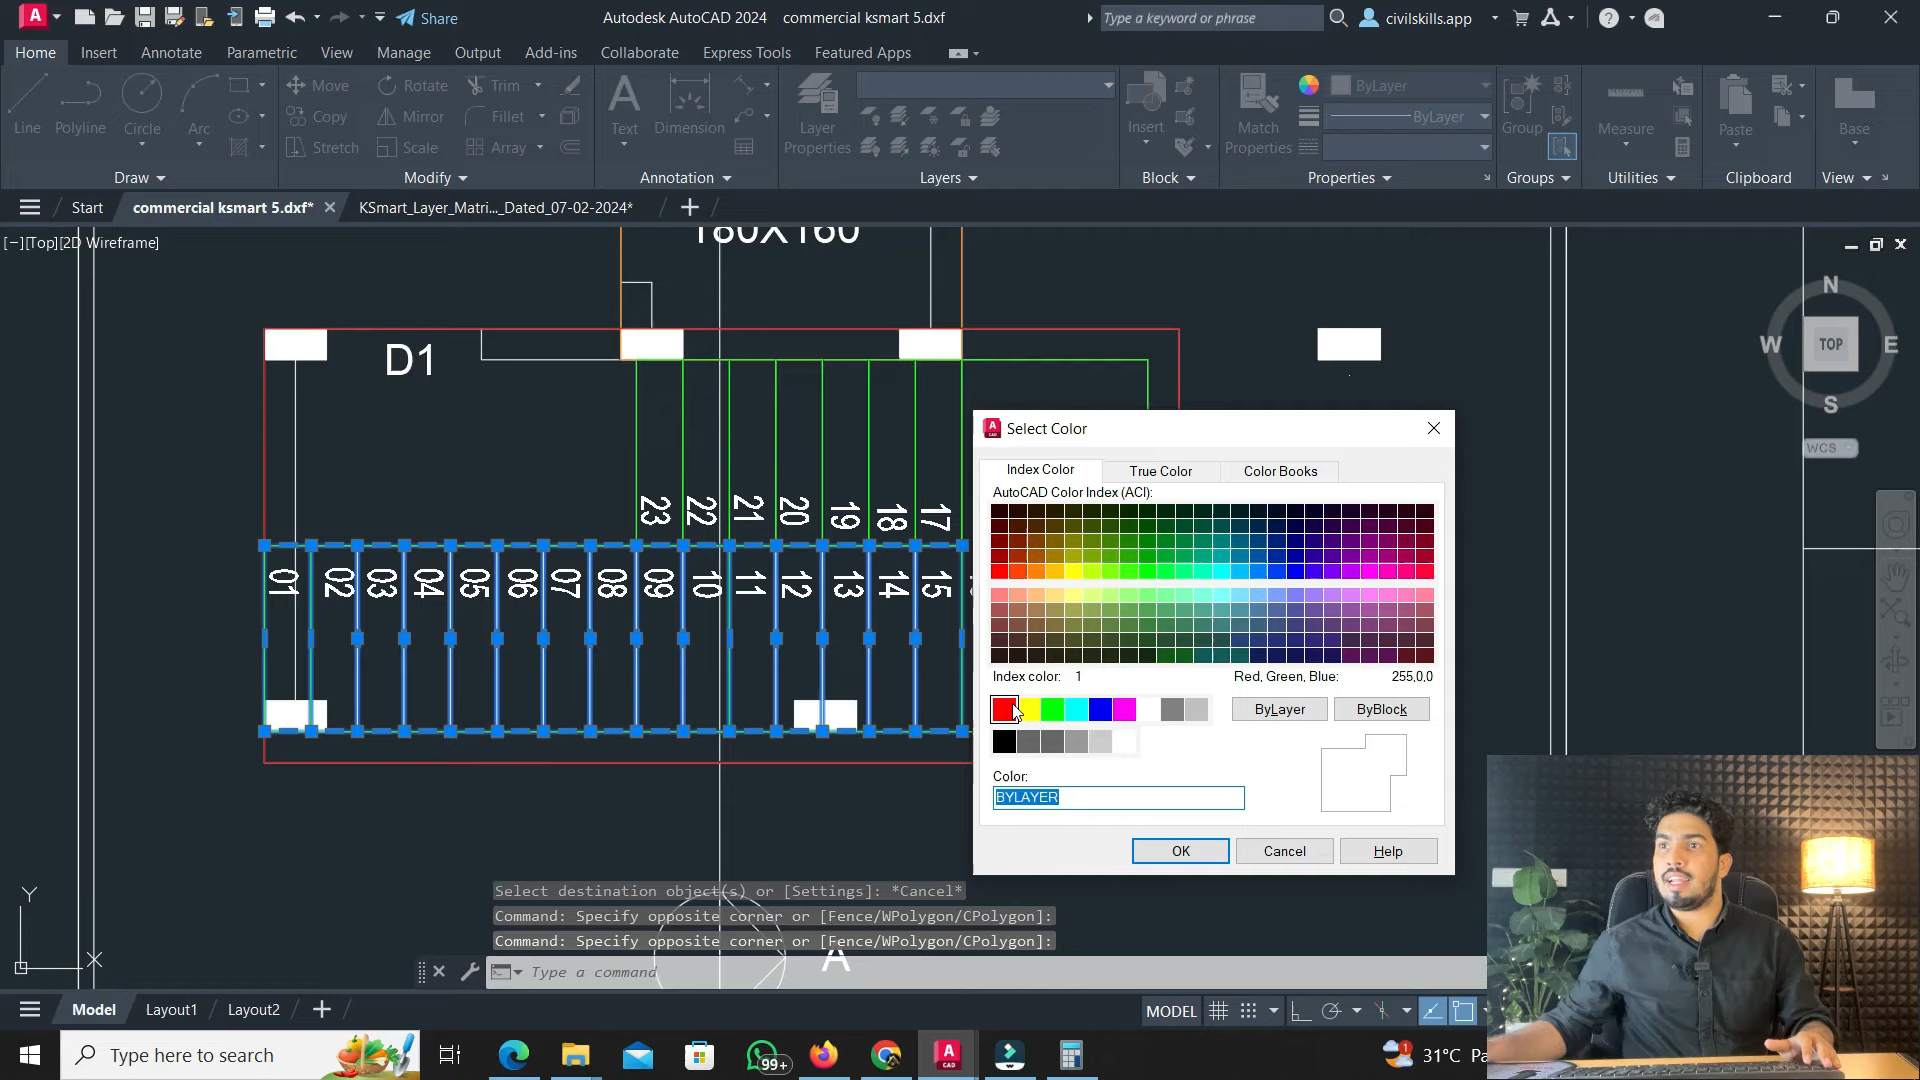 Share
Autodesk AutoCAD 2024 commercial ksmart 5.dxf
Type a keyword or phrase
civilskills.app
Home Insert Annotate Parametric View Manage Output Add-ins Collaborate Express Tools Featured Apps
Line
Polyline
Circle
Arc
Draw
Move
Rotate
Trim
Copy
Mirror
Fillet
Stretch
Scale
Array
Modify
Text
Dimension
Annotation
Layer
Properties
Layers
Insert
Block
Match
Properties
ByLayer
ByLayer
Properties
Group
Groups
Measure
Utilities
Paste
Clipboard
Base
View
Start
commercial ksmart 5.dxf*
KSmart_Layer_Matri..._Dated_07-02-2024*
[−][Top][2D Wireframe]
180X160
N
W TOP E
S
WCS
D1
23 22 21 20 19 18 17
01 02 03 04 05 06 07 08 09 10 11 12 13 14 15
Select Color
Index Color
True Color
Color Books
AutoCAD Color Index (ACI):
Index color: 1
Red, Green, Blue: 255,0,0
ByLayer
ByBlock
Color:
BYLAYER
OK
Cancel
Help
Select destination object(s) or [Settings]: *Cancel*
Command: Specify opposite corner or [Fence/WPolygon/CPolygon]:
Command: Specify opposite corner or [Fence/WPolygon/CPolygon]:
A
Y
X
Type a command
Model
Layout1
Layout2
MODEL
Type here to search
99+
1
31°C Pa